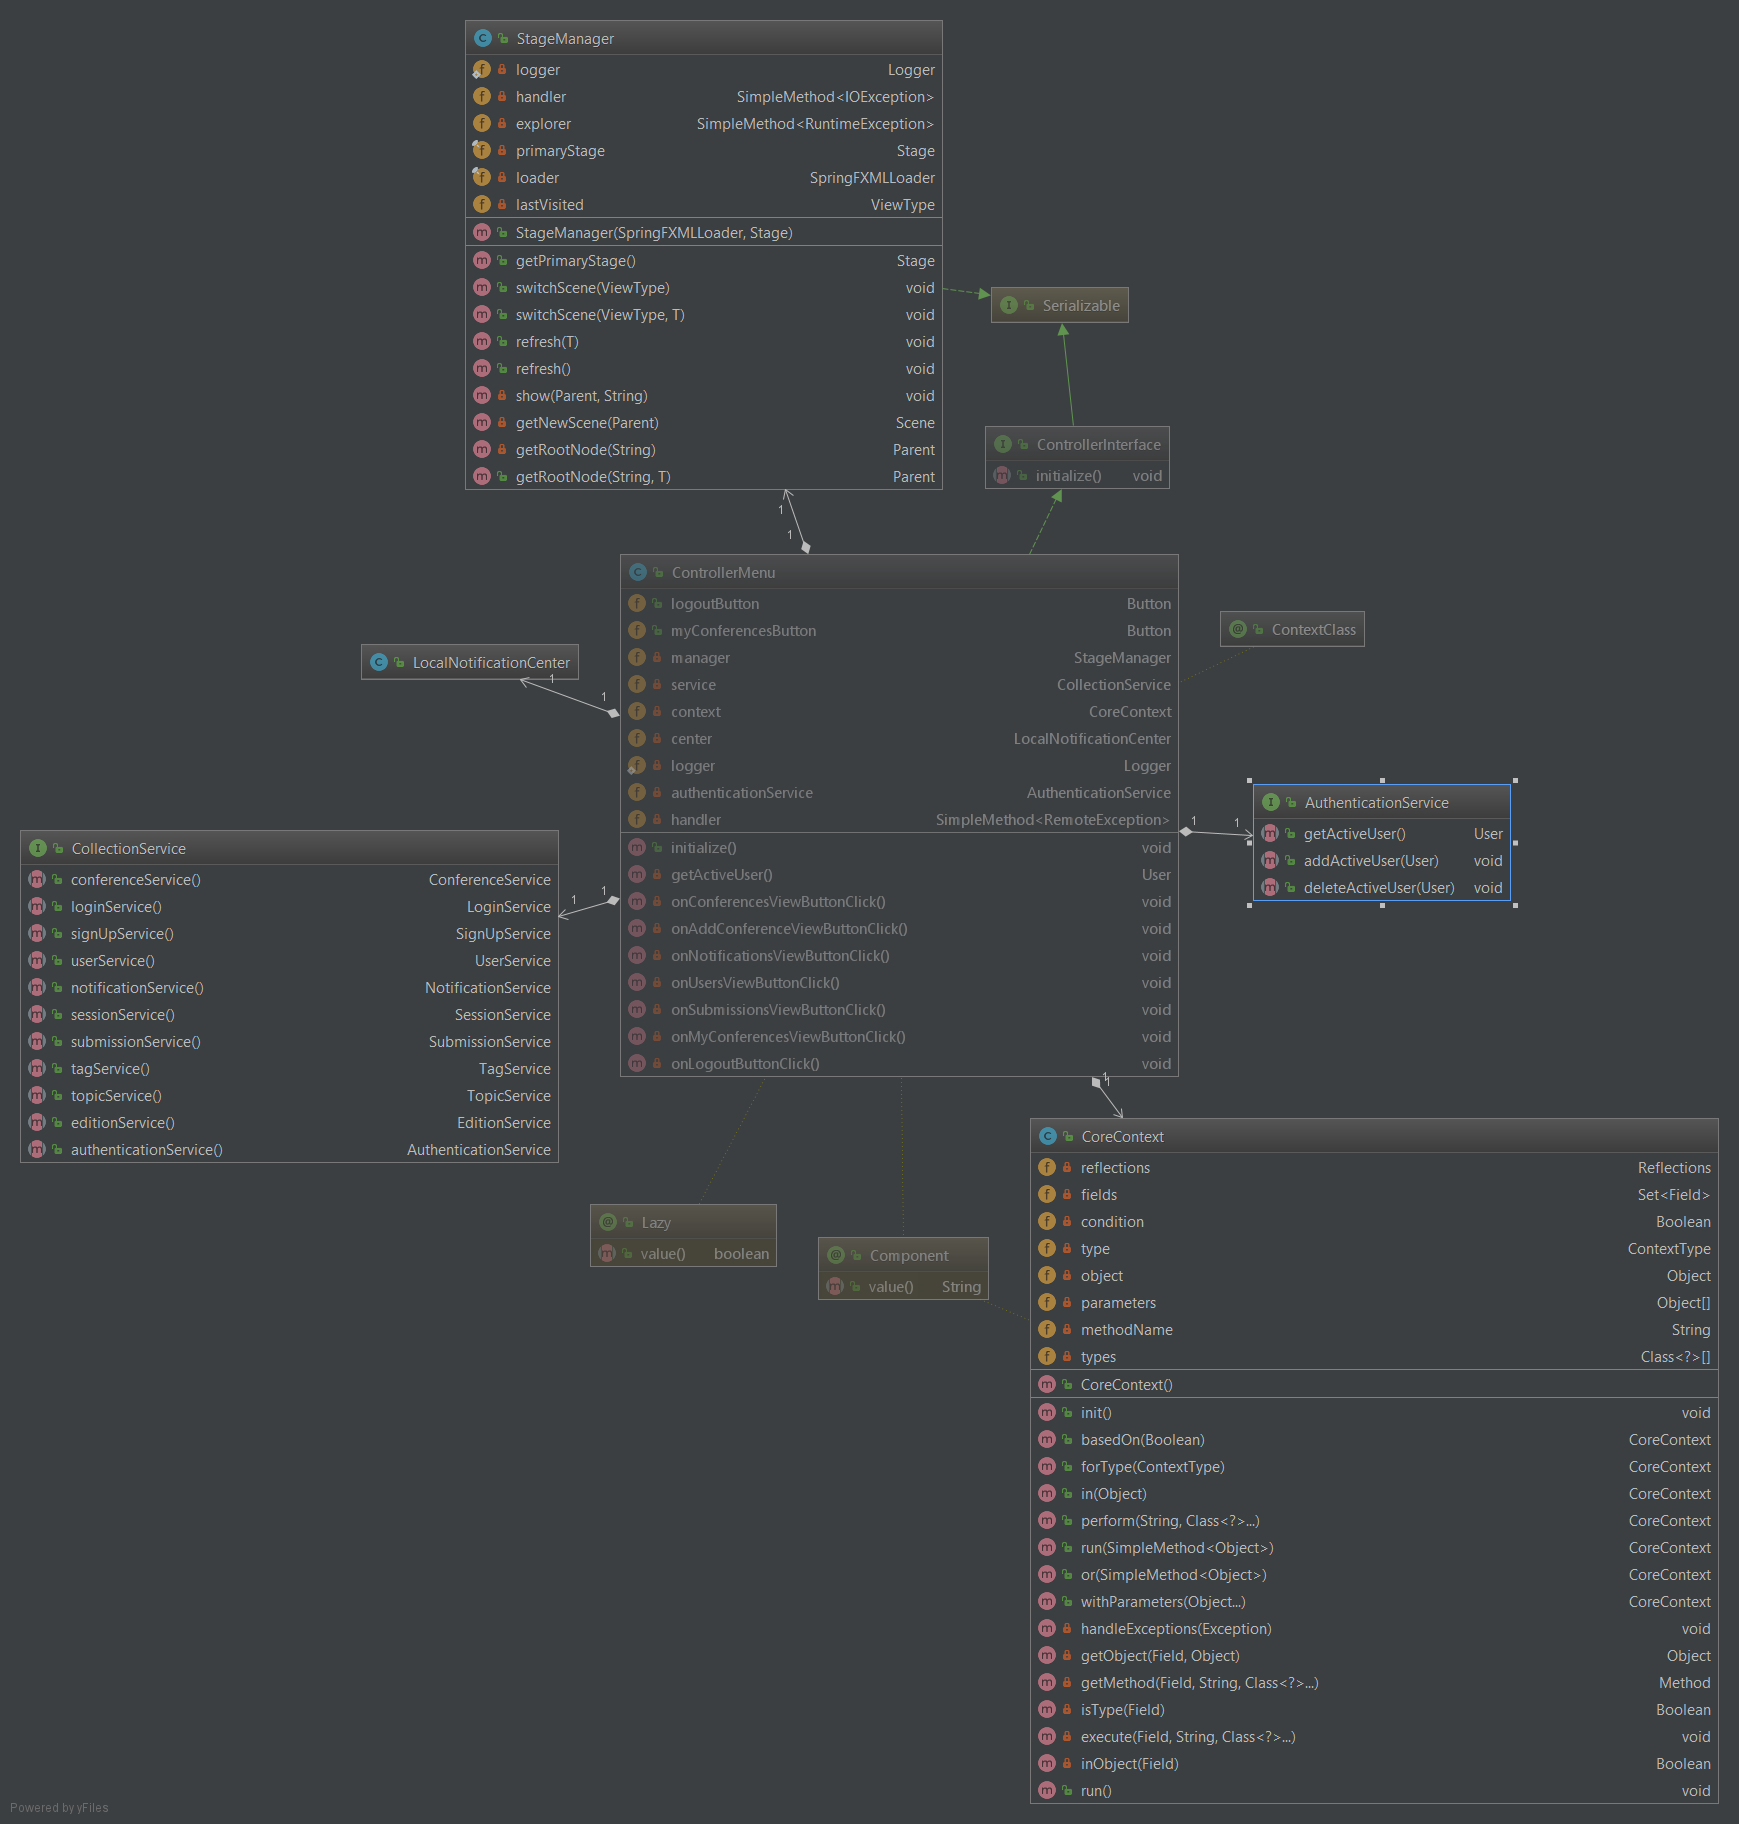 StageManager
logger Logger
handler SimpleMethod<IOException>
explorer SimpleMethod<RuntimeException>
primaryStage Stage
loader SpringFXMLLoader
lastVisited ViewType
StageManager(SpringFXMLLoader, Stage)
getPrimaryStage() Stage
switchScene(ViewType) void
switchScene(ViewType, T) void
refresh(T) void
refresh() void
show(Parent, String) void
getNewScene(Parent) Scene
getRootNode(String) Parent
getRootNode(String, T) Parent
Serializable
ControllerInterface
initialize() void
1
1
ControllerMenu
logoutButton Button
myConferencesButton Button
manager StageManager
service CollectionService
context CoreContext
center LocalNotificationCenter
logger Logger
authenticationService AuthenticationService
handler SimpleMethod<RemoteException>
initialize() void
getActiveUser() User
onConferencesViewButtonClick() void
onAddConferenceViewButtonClick() void
onNotificationsViewButtonClick() void
onUsersViewButtonClick() void
onSubmissionsViewButtonClick() void
onMyConferencesViewButtonClick() void
onLogoutButtonClick() void
ContextClass
LocalNotificationCenter
1
1
1 1
AuthenticationService
getActiveUser() User
addActiveUser(User) void
deleteActiveUser(User) void
CollectionService
conferenceService() ConferenceService
loginService() LoginService
signUpService() SignUpService
userService() UserService
notificationService() NotificationService
sessionService() SessionService
submissionService() SubmissionService
tagService() TagService
topicService() TopicService
editionService() EditionService
authenticationService() AuthenticationService
1 1
1
1
Lazy
value() boolean
Component
value() String
CoreContext
reflections Reflections
fields Set<Field>
condition Boolean
type ContextType
object Object
parameters Object[]
methodName String
types Class<?>[]
CoreContext()
init() void
basedOn(Boolean) CoreContext
forType(ContextType) CoreContext
in(Object) CoreContext
perform(String, Class<?>...) CoreContext
run(SimpleMethod<Object>) CoreContext
or(SimpleMethod<Object>) CoreContext
withParameters(Object...) CoreContext
handleExceptions(Exception) void
getObject(Field, Object) Object
getMethod(Field, String, Class<?>...) Method
isType(Field) Boolean
execute(Field, String, Class<?>...) void
inObject(Field) Boolean
run() void
Powered by yFiles